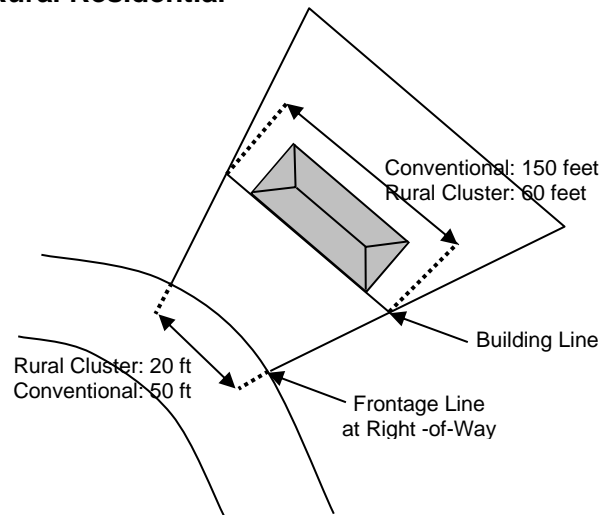 Rural Residential
Conventional: 150 feet
Rural Cluster: 60 feet
Building Line
Rural Cluster: 20 ft
Conventional: 50 ft
Frontage Line
at Right -of-Way